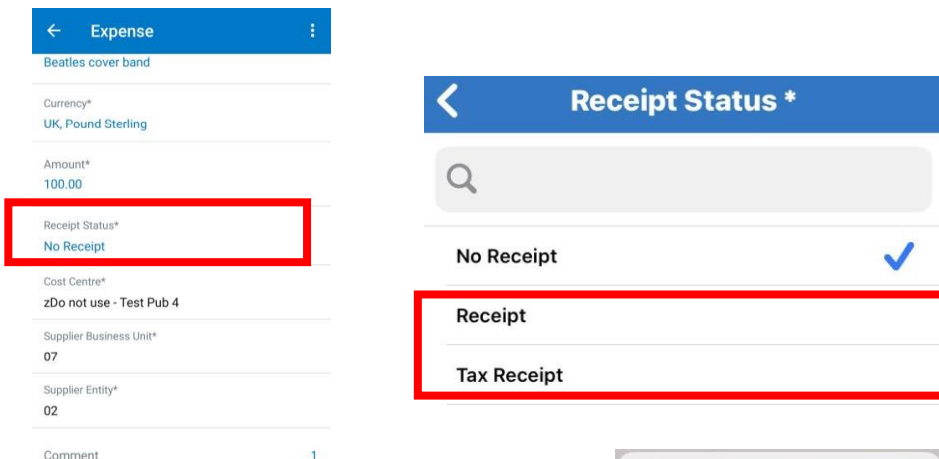 Expense
Beatles cover band
Currency*
UK, Pound Sterling
Amount*
100.00
Receipt Status*
No Receipt
Cost Centre*
zDo not use - Test Pub 4
Supplier Business Unit*
07
Supplier Entity*
02
Comment 1
Receipt Status *
No Receipt
Receipt
Tax Receipt